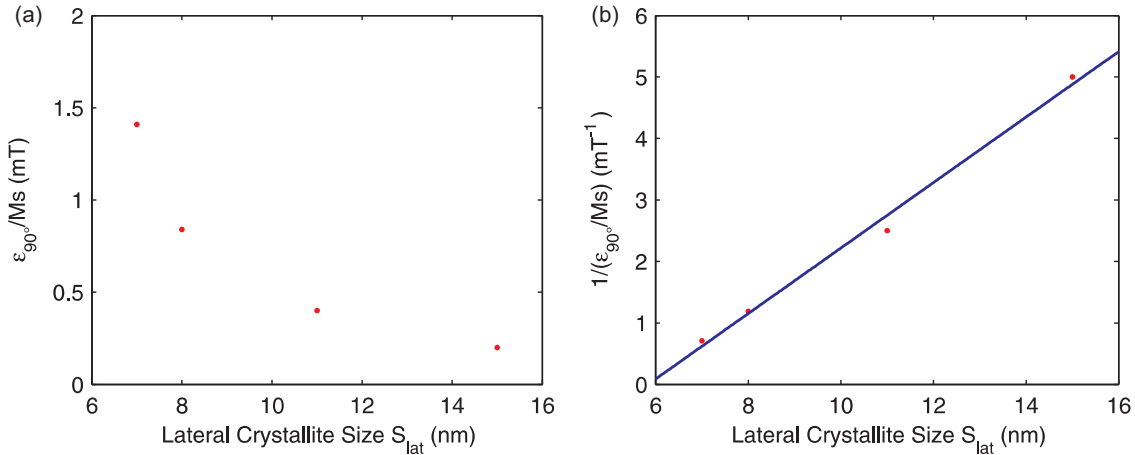 (a)
2
1.5
1
0.5
0
6 8 10 12 14 16
ε90°/Ms (mT)
Lateral Crystallite Size Slat (nm)
(b)
6
5
4
3
2
1
0
6 8 10 12 14 16
1/(ε90°/Ms) (mT⁻¹)
Lateral Crystallite Size Slat (nm)